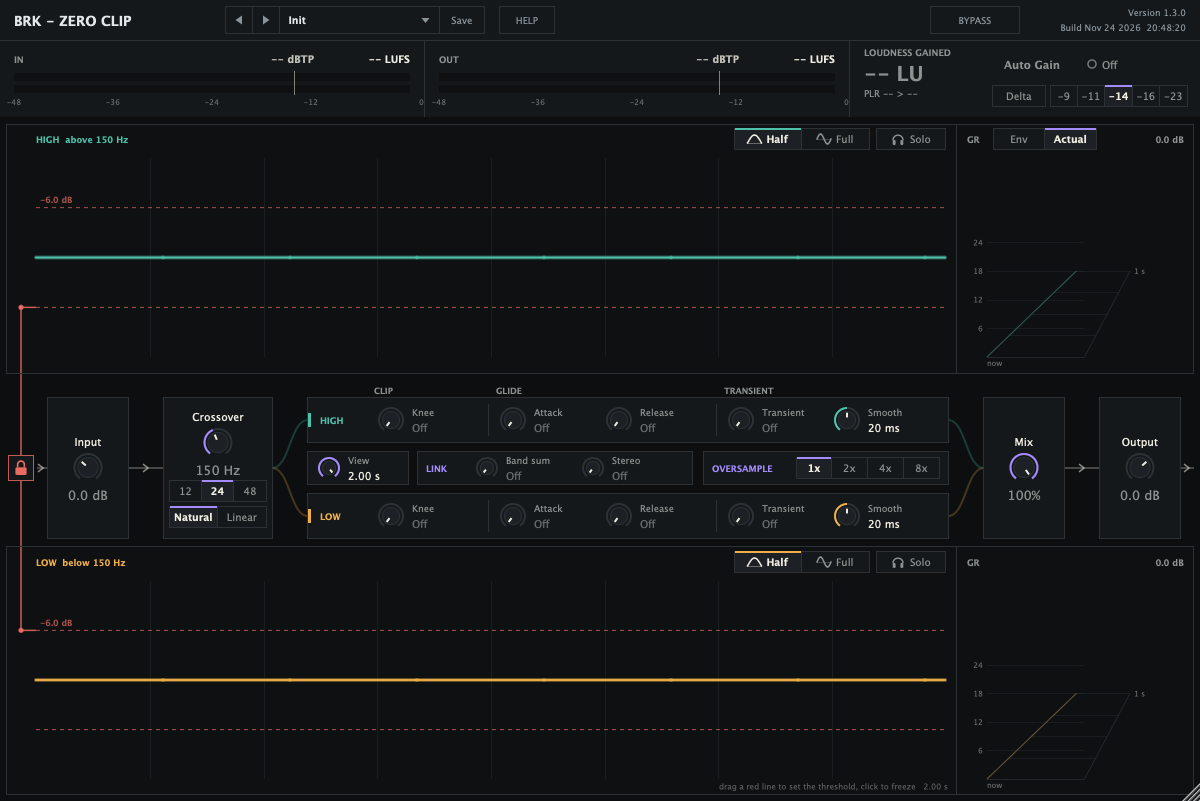 BRK – ZERO CLIP
Init
Save
HELP
BYPASS
Version 1.3.0
Build Nov 24 2026 20:48:20
IN
-- dBTP
-- LUFS
−48 −36 −24 −12 0
OUT
-- dBTP
-- LUFS
−48 −36 −24 −12 0
LOUDNESS GAINED
-- LU
PLR -- > --
Auto Gain
Off
Delta
−9 −11 −14 −16 −23
HIGH above 150 Hz
Half
Full
Solo
GR
Env
Actual
0.0 dB
−6.0 dB
24
18
12
6
1 s
now
CLIP
GLIDE
TRANSIENT
Input
0.0 dB
Crossover
150 Hz
12 24 48
Natural Linear
HIGH
Knee
Off
Attack
Off
Release
Off
Transient
Off
Smooth
20 ms
View
2.00 s
LINK
Band sum
Off
Stereo
Off
OVERSAMPLE
1x 2x 4x 8x
LOW
Knee
Off
Attack
Off
Release
Off
Transient
Off
Smooth
20 ms
Mix
100%
Output
0.0 dB
LOW below 150 Hz
Half
Full
Solo
GR
0.0 dB
−6.0 dB
24
18
12
6
1 s
now
drag a red line to set the threshold, click to freeze 2.00 s